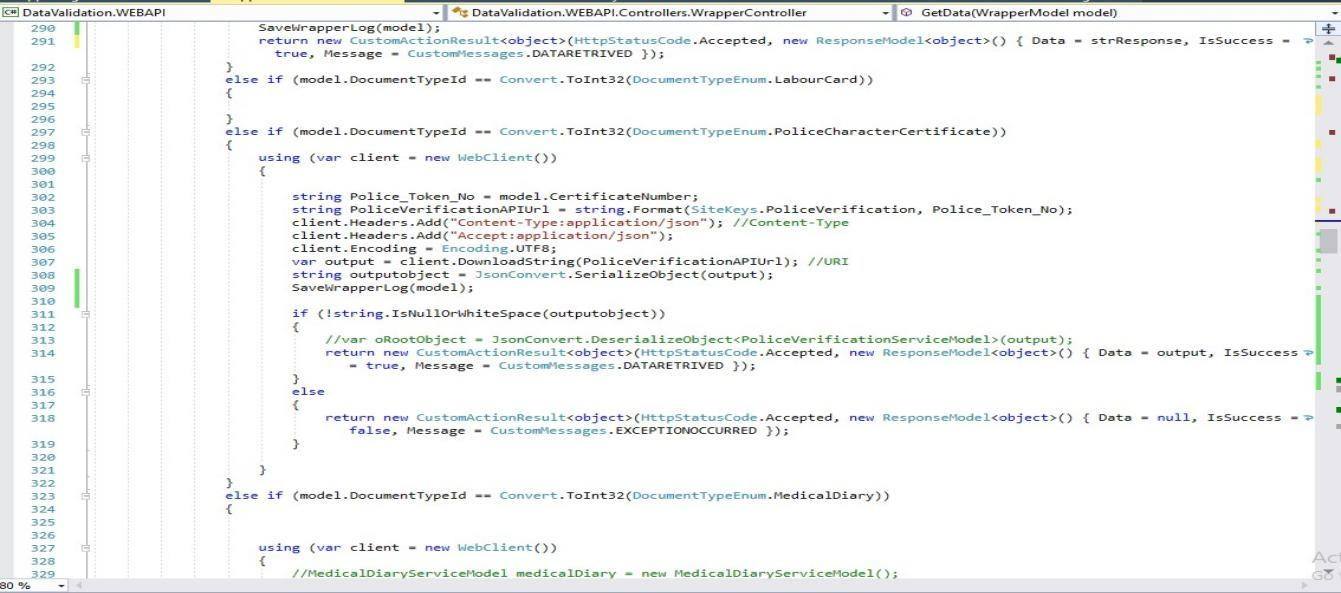 DataValidation.WEBAPI
DataValidation.WEBAPI.Controllers.WrapperController
GetData(WrapperModel model)
290 SaveWrapperLog(model);
291 return new CustomActionResult<object>(HttpStatusCode.Accepted, new ResponseModel<object>() { Data = strResponse, IsSuccess =
true, Message = CustomMessages.DATARETRIVED });
292 }
293 else if (model.DocumentTypeId == Convert.ToInt32(DocumentTypeEnum.LabourCard))
294 {
295
296 }
297 else if (model.DocumentTypeId == Convert.ToInt32(DocumentTypeEnum.PoliceCharacterCertificate))
298 {
299 using (var client = new WebClient())
300 {
301
302 string Police_Token_No = model.CertificateNumber;
303 string PoliceVerificationAPIUrl = string.Format(SiteKeys.PoliceVerification, Police_Token_No);
304 client.Headers.Add("Content-Type:application/json"); //Content-Type
305 client.Headers.Add("Accept:application/json");
306 client.Encoding = Encoding.UTF8;
307 var output = client.DownloadString(PoliceVerificationAPIUrl); //URI
308 string outputobject = JsonConvert.SerializeObject(output);
309 SaveWrapperLog(model);
310
311 if (!string.IsNullOrWhiteSpace(outputobject))
312 {
313 //var oRootObject = JsonConvert.DeserializeObject<PoliceVerificationServiceModel>(output);
314 return new CustomActionResult<object>(HttpStatusCode.Accepted, new ResponseModel<object>() { Data = output, IsSuccess
= true, Message = CustomMessages.DATARETRIVED });
315 }
316 else
317 {
318 return new CustomActionResult<object>(HttpStatusCode.Accepted, new ResponseModel<object>() { Data = null, IsSuccess =
false, Message = CustomMessages.EXCEPTIONOCCURRED });
319 }
320
321 }
322 }
323 else if (model.DocumentTypeId == Convert.ToInt32(DocumentTypeEnum.MedicalDiary))
324 {
325
326
327 using (var client = new WebClient())
328 {
329 //MedicalDiaryServiceModel medicalDiary = new MedicalDiaryServiceModel();
80 %